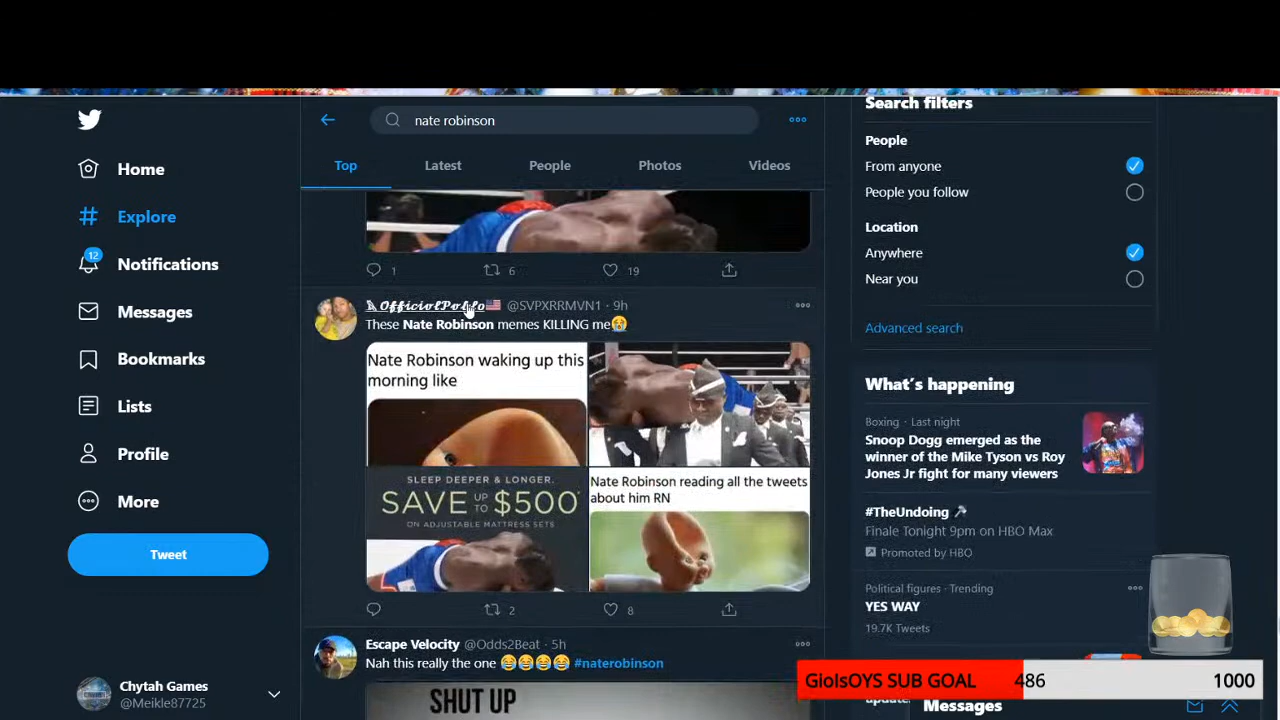 nate robinson
Home
Explore
12
Notifications
Messages
Bookmarks
Lists
Profile
More
Tweet
Chytah Games
@Meikle87725
Top
Latest
People
Photos
Videos
1
6
19
@SVPXRRMVN1 · 9h
These Nate Robinson memes KILLING me😭
Nate Robinson waking up this
morning like
SLEEP DEEPER & LONGER.
SAVE UP TO $500*
ON ADJUSTABLE MATTRESS SETS
Nate Robinson reading all the tweets
about him RN
2
8
Escape Velocity @Odds2Beat · 5h
Nah this really the one 😂😂😂😂 #naterobinson
SHUT UP
Search filters
People
From anyone
People you follow
Location
Anywhere
Near you
Advanced search
What's happening
Boxing · Last night
Snoop Dogg emerged as the
winner of the Mike Tyson vs Roy
Jones Jr fight for many viewers
#TheUndoing
Finale Tonight 9pm on HBO Max
Promoted by HBO
Political figures · Trending
YES WAY
19.7K Tweets
GioIsOYS SUB GOAL
486
1000
Messages